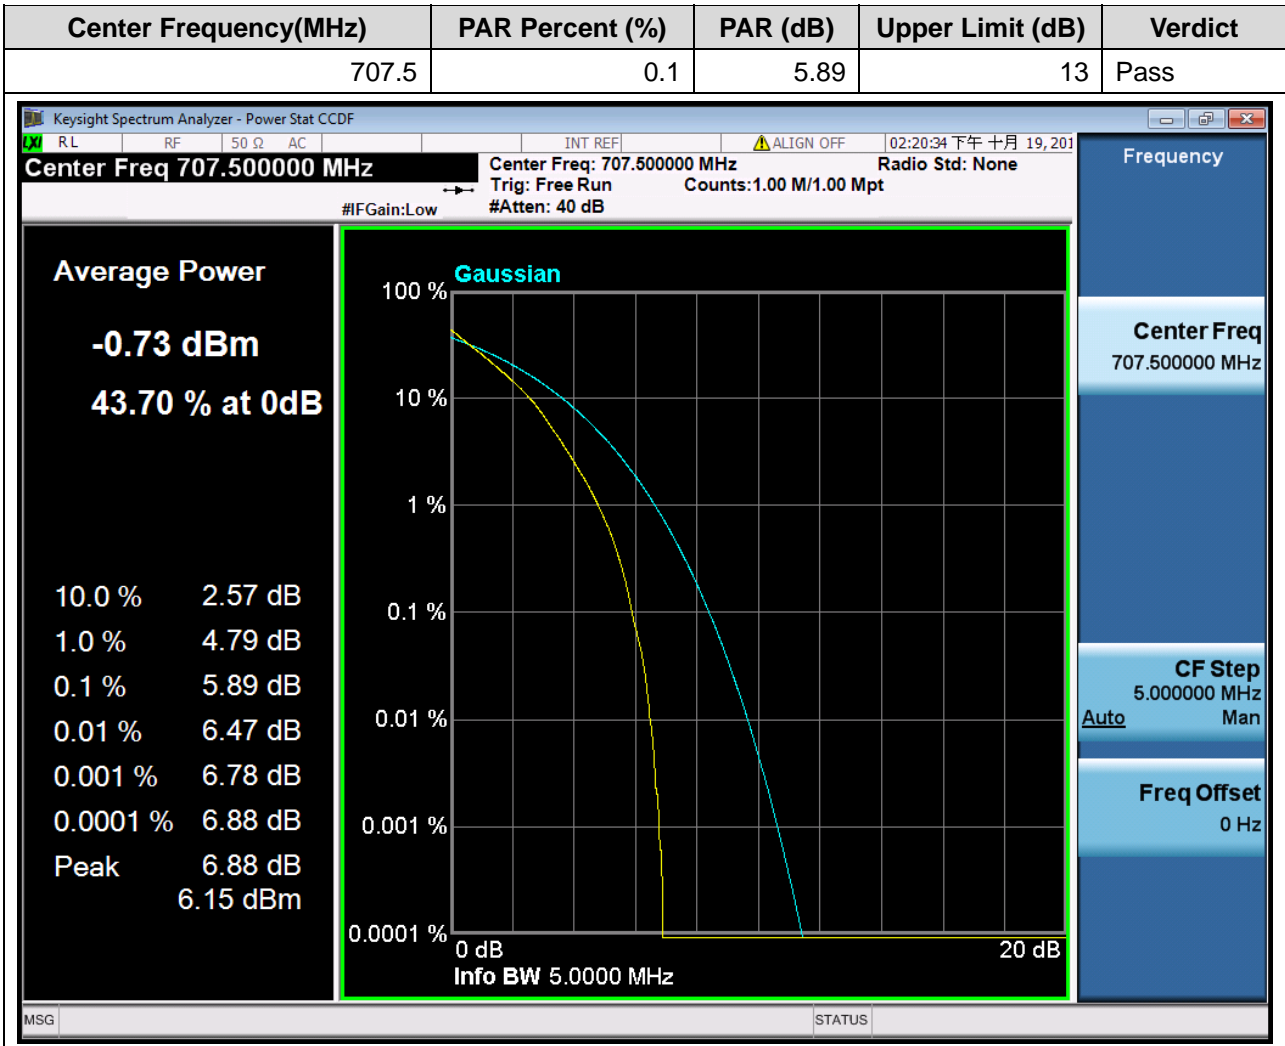 Center Frequency(MHz) PAR Percent (%) PAR (dB) Upper Limit (dB) Verdict
707.5 0.1 5.89 13 Pass
Keysight Spectrum Analyzer - Power Stat CCDF
LXI RL RF 50 Ω AC INT REF ALIGN OFF 02:20:34 下午 十月 19, 201
Center Freq 707.500000 MHz
Center Freq: 707.500000 MHz Radio Std: None
Trig: Free Run Counts:1.00 M/1.00 Mpt
#IFGain:Low #Atten: 40 dB
Average Power
-0.73 dBm
43.70 % at 0dB
10.0 % 2.57 dB
1.0 % 4.79 dB
0.1 % 5.89 dB
0.01 % 6.47 dB
0.001 % 6.78 dB
0.0001 % 6.88 dB
Peak 6.88 dB
6.15 dBm
Gaussian
100 %
10 %
1 %
0.1 %
0.01 %
0.001 %
0.0001 %
0 dB 20 dB
Info BW 5.0000 MHz
Frequency
Center Freq
707.500000 MHz
CF Step
5.000000 MHz
Auto Man
Freq Offset
0 Hz
MSG STATUS